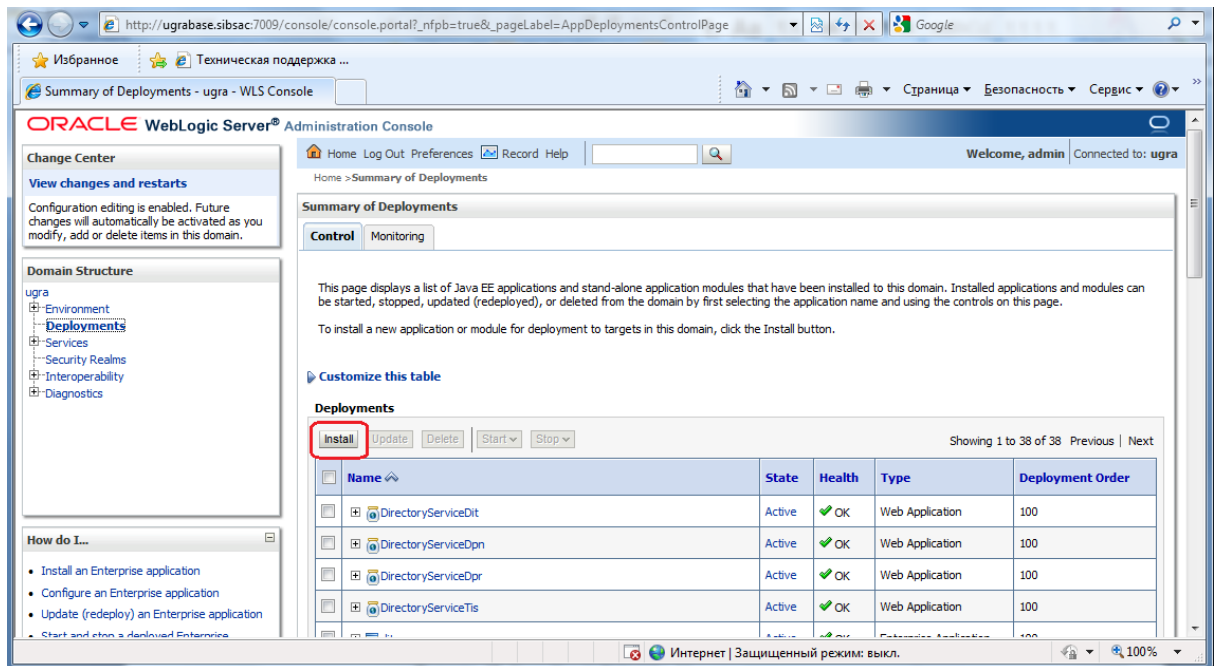 http://ugrabase.sibsac:7009/console/console.portal?_nfpb=true&_pageLabel=AppDeploymentsControlPage
Google
Избранное
Техническая поддержка ...
Summary of Deployments - ugra - WLS Console
Страница
Безопасность
Сервис
ORACLE WebLogic Server® Administration Console
Change Center
View changes and restarts
Configuration editing is enabled. Future
changes will automatically be activated as you
modify, add or delete items in this domain.
Domain Structure
ugra
Environment
Deployments
Services
Security Realms
Interoperability
Diagnostics
How do I...
Install an Enterprise application
Configure an Enterprise application
Update (redeploy) an Enterprise application
Start and stop a deployed Enterprise
Home Log Out Preferences Record Help
Welcome, admin Connected to: ugra
Home >Summary of Deployments
Summary of Deployments
Control Monitoring
This page displays a list of Java EE applications and stand-alone application modules that have been installed to this domain. Installed applications and modules can
be started, stopped, updated (redeployed), or deleted from the domain by first selecting the application name and using the controls on this page.
To install a new application or module for deployment to targets in this domain, click the Install button.
Customize this table
Deployments
Install Update Delete Start Stop
Showing 1 to 38 of 38 Previous | Next
Name State Health Type Deployment Order
DirectoryServiceDit Active OK Web Application 100
DirectoryServiceDpn Active OK Web Application 100
DirectoryServiceDpr Active OK Web Application 100
DirectoryServiceTis Active OK Web Application 100
Интернет | Защищенный режим: выкл.
100%